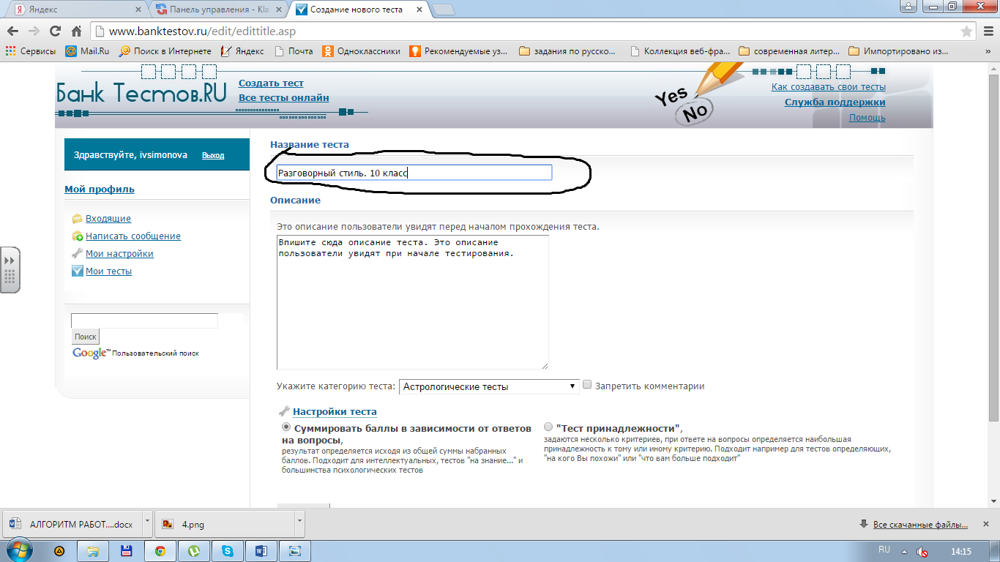 Яндекс
Панель управления - Kla
Создание нового теста
www.banktestov.ru/edit/edittitle.asp
Сервисы
Mail.Ru
Поиск в Интернете
Яндекс
Почта
Одноклассники
Рекомендуемые уз...
задания по русско...
Коллекция веб-фра...
современная литер...
Импортировано из...
»
Банк Тестов.RU
Создать тест
Все тесты онлайн
Yes
No
Как создавать свои тесты
Служба поддержки
Помощь
Здравствуйте, ivsimonova Выход
Мой профиль
Входящие
Написать сообщение
Мои настройки
Мои тесты
Поиск
Google™ Пользовательский поиск
Название теста
Разговорный стиль. 10 класс
Описание
Это описание пользователи увидят перед началом прохождения теста.
Впишите сюда описание теста. Это описание
пользователи увидят при начале тестирования.
Укажите категорию теста: Астрологические тесты Запретить комментарии
Настройки теста
Суммировать баллы в зависимости от ответов
на вопросы,
результат определяется исходя из общей суммы набранных
баллов. Подходит для интеллектуальных, тестов "на знание..." и
большинства психологических тестов
"Тест принадлежности",
задаются несколько критериев, при ответе на вопросы определяется наибольшая
принадлежность к тому или иному критерию. Подходит например для тестов определяющих,
"на кого Вы похожи" или "что вам больше подходит"
АЛГОРИТМ РАБОТ....docx
4.png
Все скачанные файлы...
RU
14:15